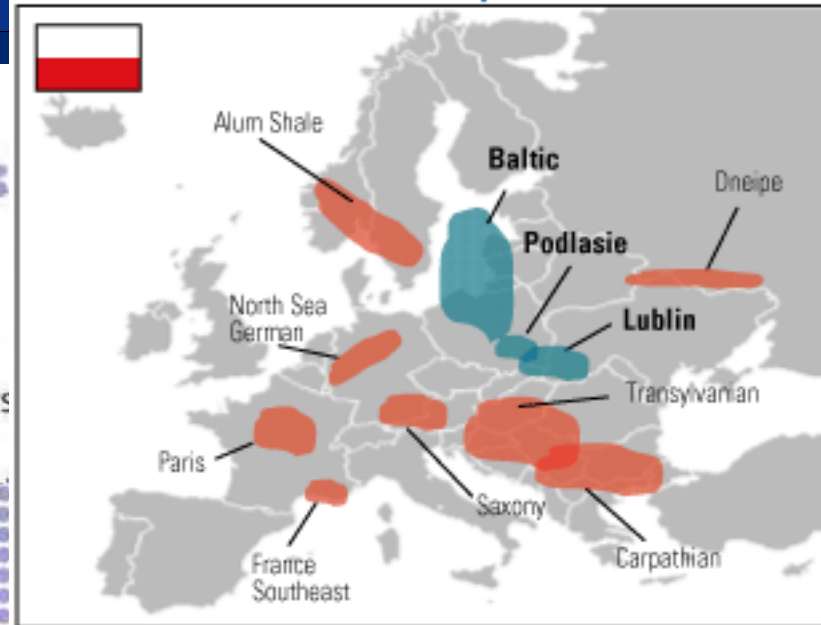 Alum Shale
Baltic
Dneipe
Podlasie
North Sea
German
Lublin
Transylvanian
Paris
Saxony
France
Southeast
Carpathian